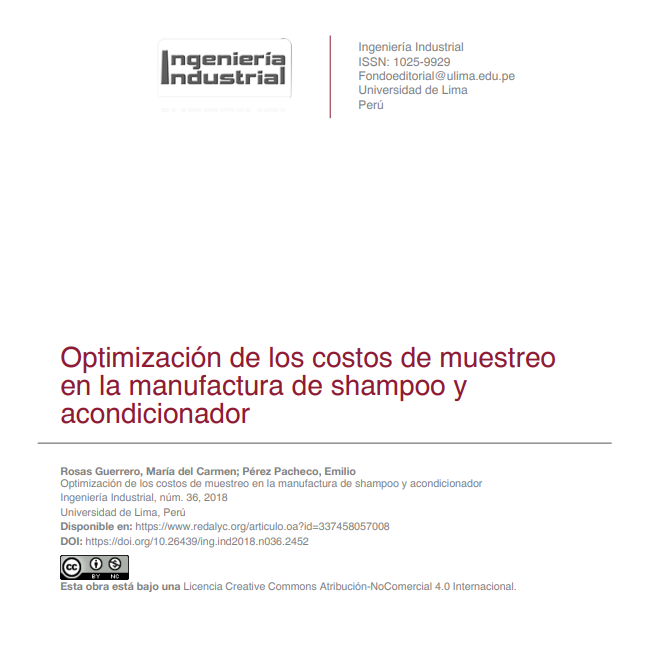 Ingeniería
Industrial
Ingeniería Industrial
ISSN: 1025-9929
Fondoeditorial@ulima.edu.pe
Universidad de Lima
Perú
Optimización de los costos de muestreo
en la manufactura de shampoo y
acondicionador
Rosas Guerrero, María del Carmen; Pérez Pacheco, Emilio
Optimización de los costos de muestreo en la manufactura de shampoo y acondicionador
Ingeniería Industrial, núm. 36, 2018
Universidad de Lima, Perú
Disponible en: https://www.redalyc.org/articulo.oa?id=337458057008
DOI: https://doi.org/10.26439/ing.ind2018.n036.2452
cc
BY NC
Esta obra está bajo una Licencia Creative Commons Atribución-NoComercial 4.0 Internacional.